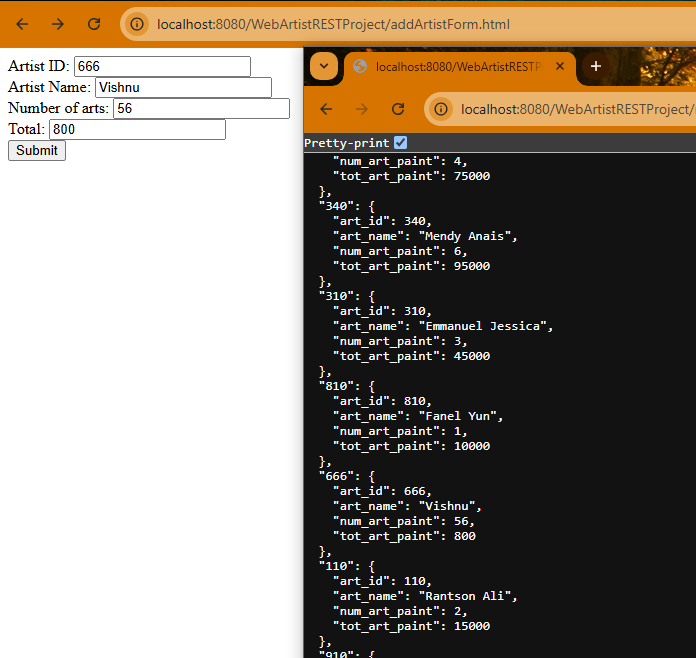 localhost:8080/WebArtistRESTProject/addArtistForm.html
Artist ID: 666
Artist Name: Vishnu
Number of arts: 56
Total: 800
Submit
localhost:8080/WebArtistRESTP
localhost:8080/WebArtistRESTProject/
Pretty-print
"num_art_paint": 4,
"tot_art_paint": 75000
},
"340": {
"art_id": 340,
"art_name": "Mendy Anais",
"num_art_paint": 6,
"tot_art_paint": 95000
},
"310": {
"art_id": 310,
"art_name": "Emmanuel Jessica",
"num_art_paint": 3,
"tot_art_paint": 45000
},
"810": {
"art_id": 810,
"art_name": "Fanel Yun",
"num_art_paint": 1,
"tot_art_paint": 10000
},
"666": {
"art_id": 666,
"art_name": "Vishnu",
"num_art_paint": 56,
"tot_art_paint": 800
},
"110": {
"art_id": 110,
"art_name": "Rantson Ali",
"num_art_paint": 2,
"tot_art_paint": 15000
},
"910": {